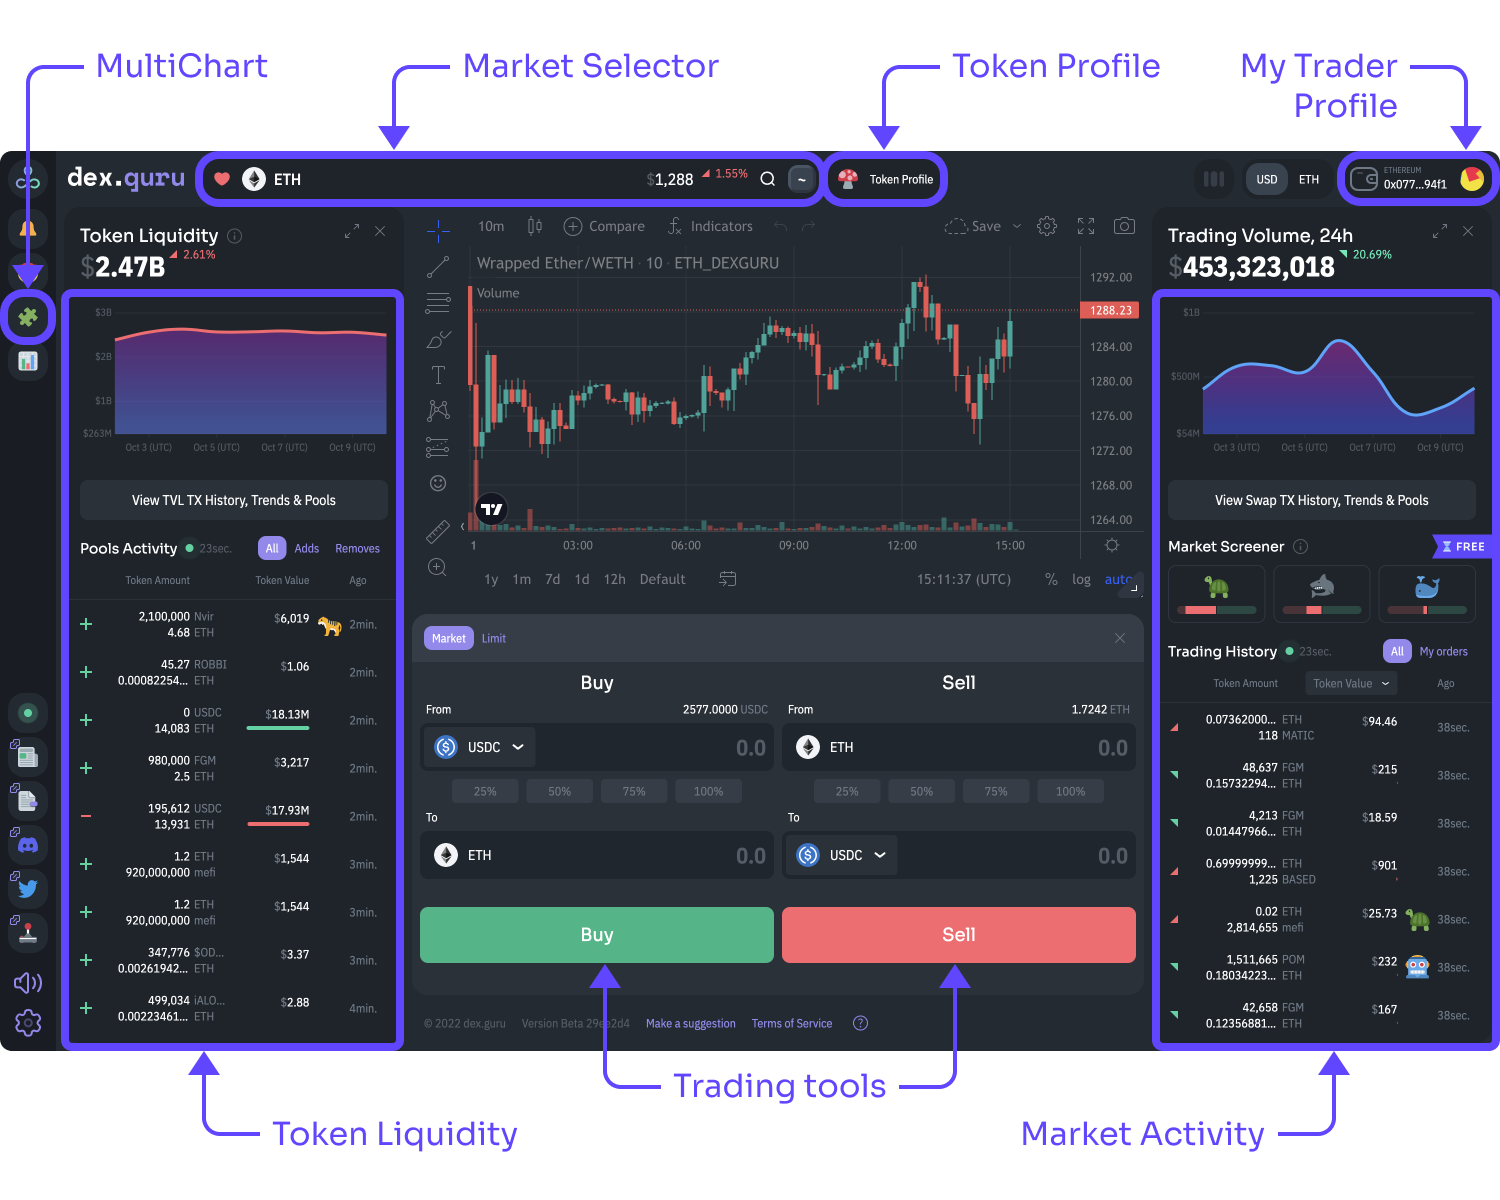 MultiChart
Market Selector
Token Profile
My Trader
Profile
dex.guru
ETH
$1,288
1.55%
~
Token Profile
USD
ETH
ETHEREUM
0x077...94f1
Token Liquidity
$2.47B
2.61%
$3B
$2B
$1B
$263M
Oct 3 (UTC)
Oct 5 (UTC)
Oct 7 (UTC)
Oct 9 (UTC)
View TVL TX History, Trends & Pools
Pools Activity
23sec.
All
Adds
Removes
Token Amount
Token Value
Ago
2,100,000 Nvir
$6,019
4.68 ETH
2min.
45.27 ROBBI
$1.06
0.00082254... ETH
2min.
0 USDC
$18.13M
14,083 ETH
2min.
980,000 FGM
$3,217
2.5 ETH
2min.
195,612 USDC
$17.93M
13,931 ETH
2min.
1.2 ETH
$1,544
920,000,000 mefi
3min.
1.2 ETH
$1,544
920,000,000 mefi
3min.
347,776 $OD...
$3.37
0.00261942... ETH
3min.
499,034 iALO...
$2.88
0.00223461... ETH
4min.
10m
Compare
Indicators
Save
Wrapped Ether/WETH · 10 · ETH_DEXGURU
Volume
1292.00
1288.23
1284.00
1280.00
1276.00
1272.00
1268.00
1264.00
1
03:00
06:00
09:00
12:00
15:00
1y
1m
7d
1d
12h
Default
15:11:37 (UTC)
%
log
auto
Market
Limit
Buy
Sell
From
2577.0000 USDC
From
1.7242 ETH
USDC
0.0
ETH
0.0
25%
50%
75%
100%
25%
50%
75%
100%
To
To
ETH
0.0
USDC
0.0
Buy
Sell
© 2022 dex.guru
Version Beta 29ee2d4
Make a suggestion
Terms of Service
?
Trading Volume, 24h
$453,323,018
20.69%
$1B
$500M
$54M
Oct 3 (UTC)
Oct 5 (UTC)
Oct 7 (UTC)
Oct 9 (UTC)
View Swap TX History, Trends & Pools
Market Screener
FREE
Trading History
23sec.
All
My orders
Token Amount
Token Value
Ago
0.07362000... ETH
$94.46
118 MATIC
38sec.
48,637 FGM
$215
0.15732294... ETH
38sec.
4,213 FGM
$18.59
0.01447966... ETH
38sec.
0.69999999... ETH
$901
1,225 BASED
38sec.
0.02 ETH
$25.73
2,814,655 mefi
38sec.
1,511,665 POM
$232
0.18034223... ETH
38sec.
42,658 FGM
$167
0.12356881... ETH
38sec.
Trading tools
Token Liquidity
Market Activity